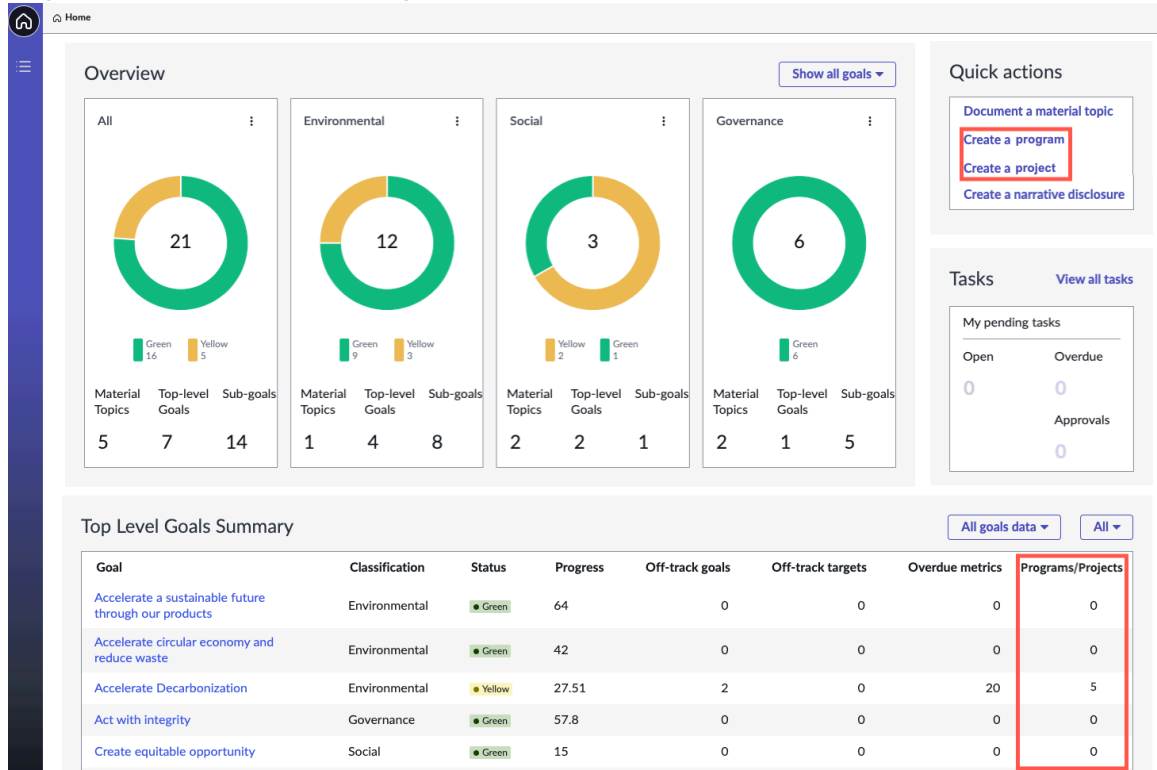 Home
Overview
Show all goals
Quick actions
Document a material topic
Create a program
Create a project
Create a narrative disclosure
All
21
Green
16
Yellow
5
Material Topics
Top-level Goals
Sub-goals
5
7
14
Environmental
12
Green
9
Yellow
3
Material Topics
Top-level Goals
Sub-goals
1
4
8
Social
3
Yellow
2
Green
1
Material Topics
Top-level Goals
Sub-goals
2
2
1
Governance
6
Green
6
Material Topics
Top-level Goals
Sub-goals
2
1
5
Tasks
View all tasks
My pending tasks
Open
Overdue
0
0
Approvals
0
Top Level Goals Summary
All goals data
All
Goal Classification Status Progress Off-track goals Off-track targets Overdue metrics Programs/Projects
Accelerate a sustainable future through our products Environmental Green 64 0 0 0 0
Accelerate circular economy and reduce waste Environmental Green 42 0 0 0 0
Accelerate Decarbonization Environmental Yellow 27.51 2 0 20 5
Act with integrity Governance Green 57.8 0 0 0 0
Create equitable opportunity Social Green 15 0 0 0 0